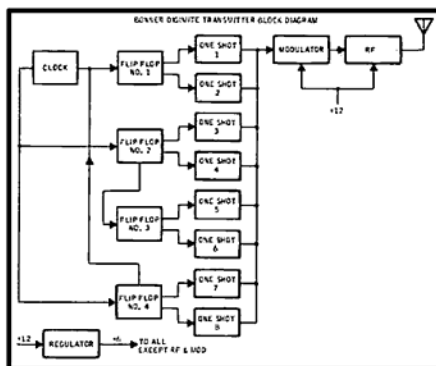 BONNER DIGIMITE TRANSMITTER BLOCK DIAGRAM
CLOCK
FLIP FLOP
NO. 1
ONE SHOT
1
ONE SHOT
2
MODULATOR
RF
+12
FLIP FLOP
NO. 2
ONE SHOT
3
ONE SHOT
4
FLIP FLOP
NO. 3
ONE SHOT
5
ONE SHOT
6
FLIP FLOP
NO. 4
ONE SHOT
7
ONE SHOT
8
+12
REGULATOR
+6
TO ALL
EXCEPT RF & MOD